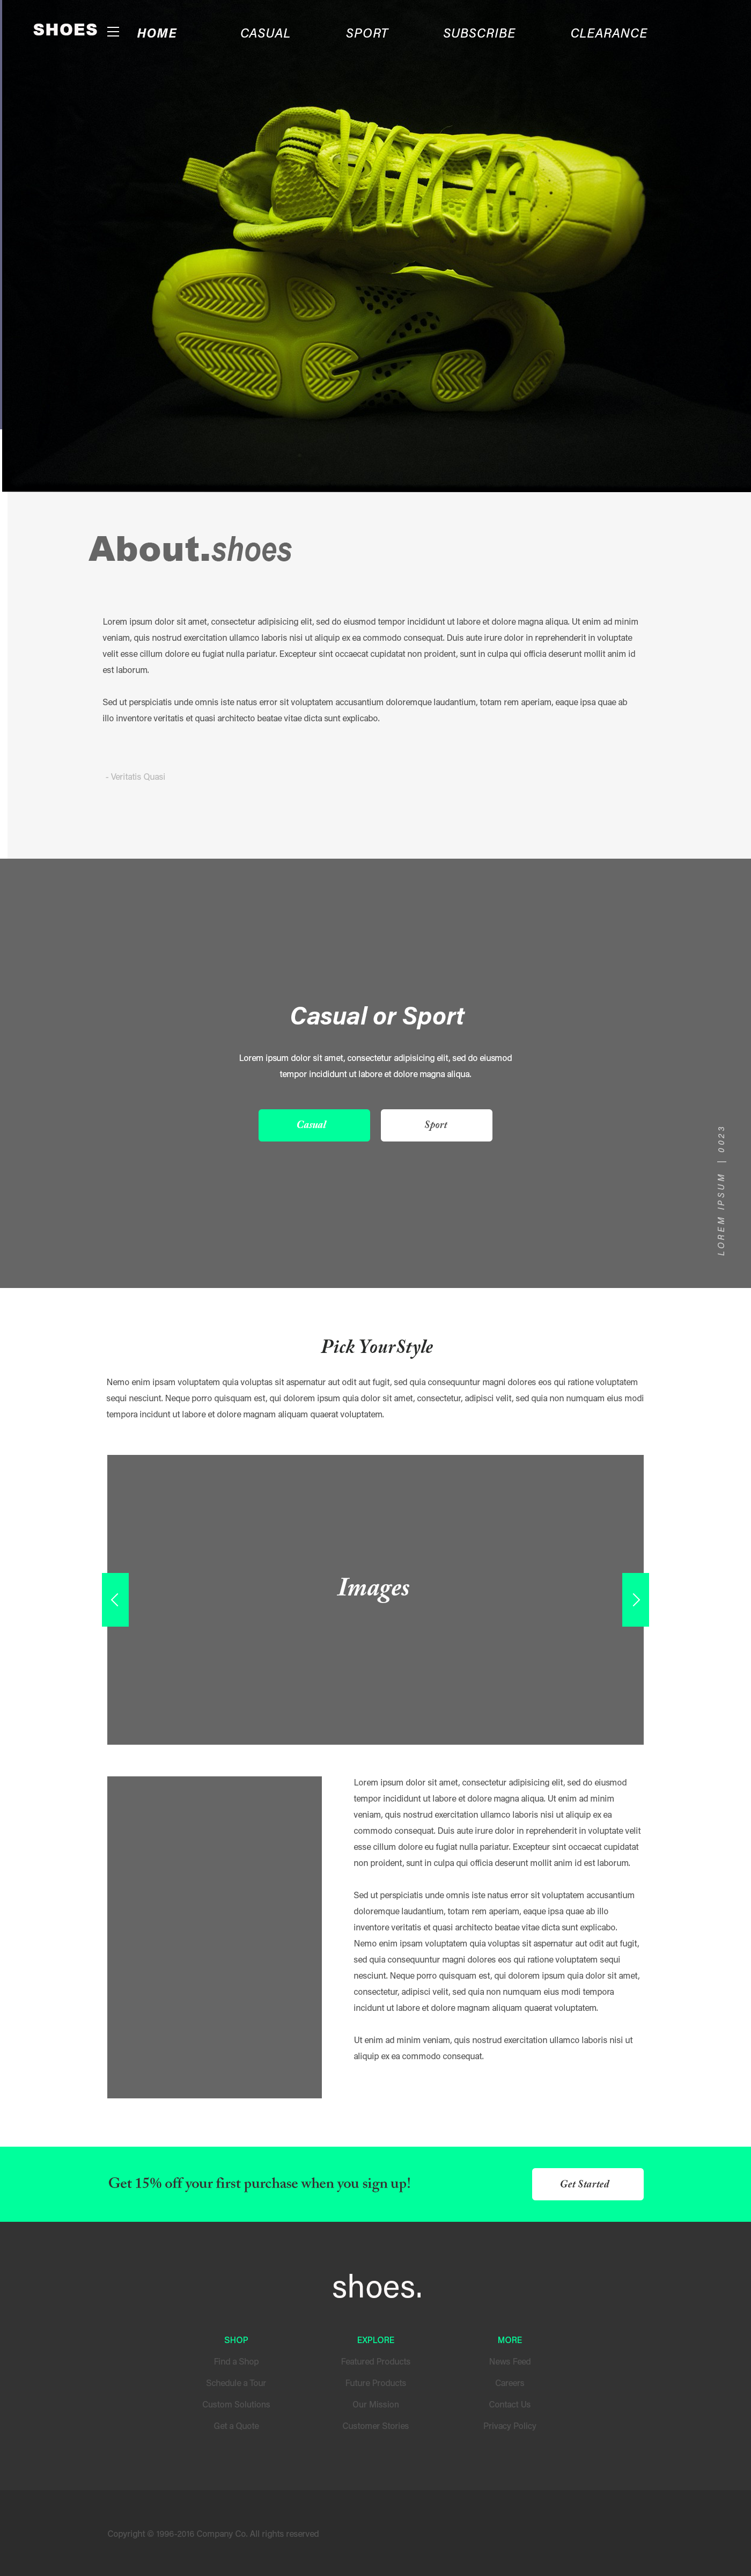 SHOES HOME CASUAL SPORT SUBSCRIBE CLEARANCE
About.shoes
Lorem ipsum dolor sit amet, consectetur adipisicing elit, sed do eiusmod tempor incididunt ut labore et dolore magna aliqua. Ut enim ad minim
veniam, quis nostrud exercitation ullamco laboris nisi ut aliquip ex ea commodo consequat. Duis aute irure dolor in reprehenderit in voluptate
velit esse cillum dolore eu fugiat nulla pariatur. Excepteur sint occaecat cupidatat non proident, sunt in culpa qui officia deserunt mollit anim id
est laborum.
Sed ut perspiciatis unde omnis iste natus error sit voluptatem accusantium doloremque laudantium, totam rem aperiam, eaque ipsa quae ab
illo inventore veritatis et quasi architecto beatae vitae dicta sunt explicabo.
- Veritatis Quasi
Casual or Sport
Lorem ipsum dolor sit amet, consectetur adipisicing elit, sed do eiusmod
tempor incididunt ut labore et dolore magna aliqua.
Casual Sport
LOREM IPSUM | 0023
Pick YourStyle
Nemo enim ipsam voluptatem quia voluptas sit aspernatur aut odit aut fugit, sed quia consequuntur magni dolores eos qui ratione voluptatem
sequi nesciunt. Neque porro quisquam est, qui dolorem ipsum quia dolor sit amet, consectetur, adipisci velit, sed quia non numquam eius modi
tempora incidunt ut labore et dolore magnam aliquam quaerat voluptatem.
Images
Lorem ipsum dolor sit amet, consectetur adipisicing elit, sed do eiusmod
tempor incididunt ut labore et dolore magna aliqua. Ut enim ad minim
veniam, quis nostrud exercitation ullamco laboris nisi ut aliquip ex ea
commodo consequat. Duis aute irure dolor in reprehenderit in voluptate velit
esse cillum dolore eu fugiat nulla pariatur. Excepteur sint occaecat cupidatat
non proident, sunt in culpa qui officia deserunt mollit anim id est laborum.
Sed ut perspiciatis unde omnis iste natus error sit voluptatem accusantium
doloremque laudantium, totam rem aperiam, eaque ipsa quae ab illo
inventore veritatis et quasi architecto beatae vitae dicta sunt explicabo.
Nemo enim ipsam voluptatem quia voluptas sit aspernatur aut odit aut fugit,
sed quia consequuntur magni dolores eos qui ratione voluptatem sequi
nesciunt. Neque porro quisquam est, qui dolorem ipsum quia dolor sit amet,
consectetur, adipisci velit, sed quia non numquam eius modi tempora
incidunt ut labore et dolore magnam aliquam quaerat voluptatem.
Ut enim ad minim veniam, quis nostrud exercitation ullamco laboris nisi ut
aliquip ex ea commodo consequat.
Get 15% off your first purchase when you sign up! Get Started
shoes.
SHOP
Find a Shop
Schedule a Tour
Custom Solutions
Get a Quote
EXPLORE
Featured Products
Future Products
Our Mission
Customer Stories
MORE
News Feed
Careers
Contact Us
Privacy Policy
Copyright © 1996-2016 Company Co. All rights reserved